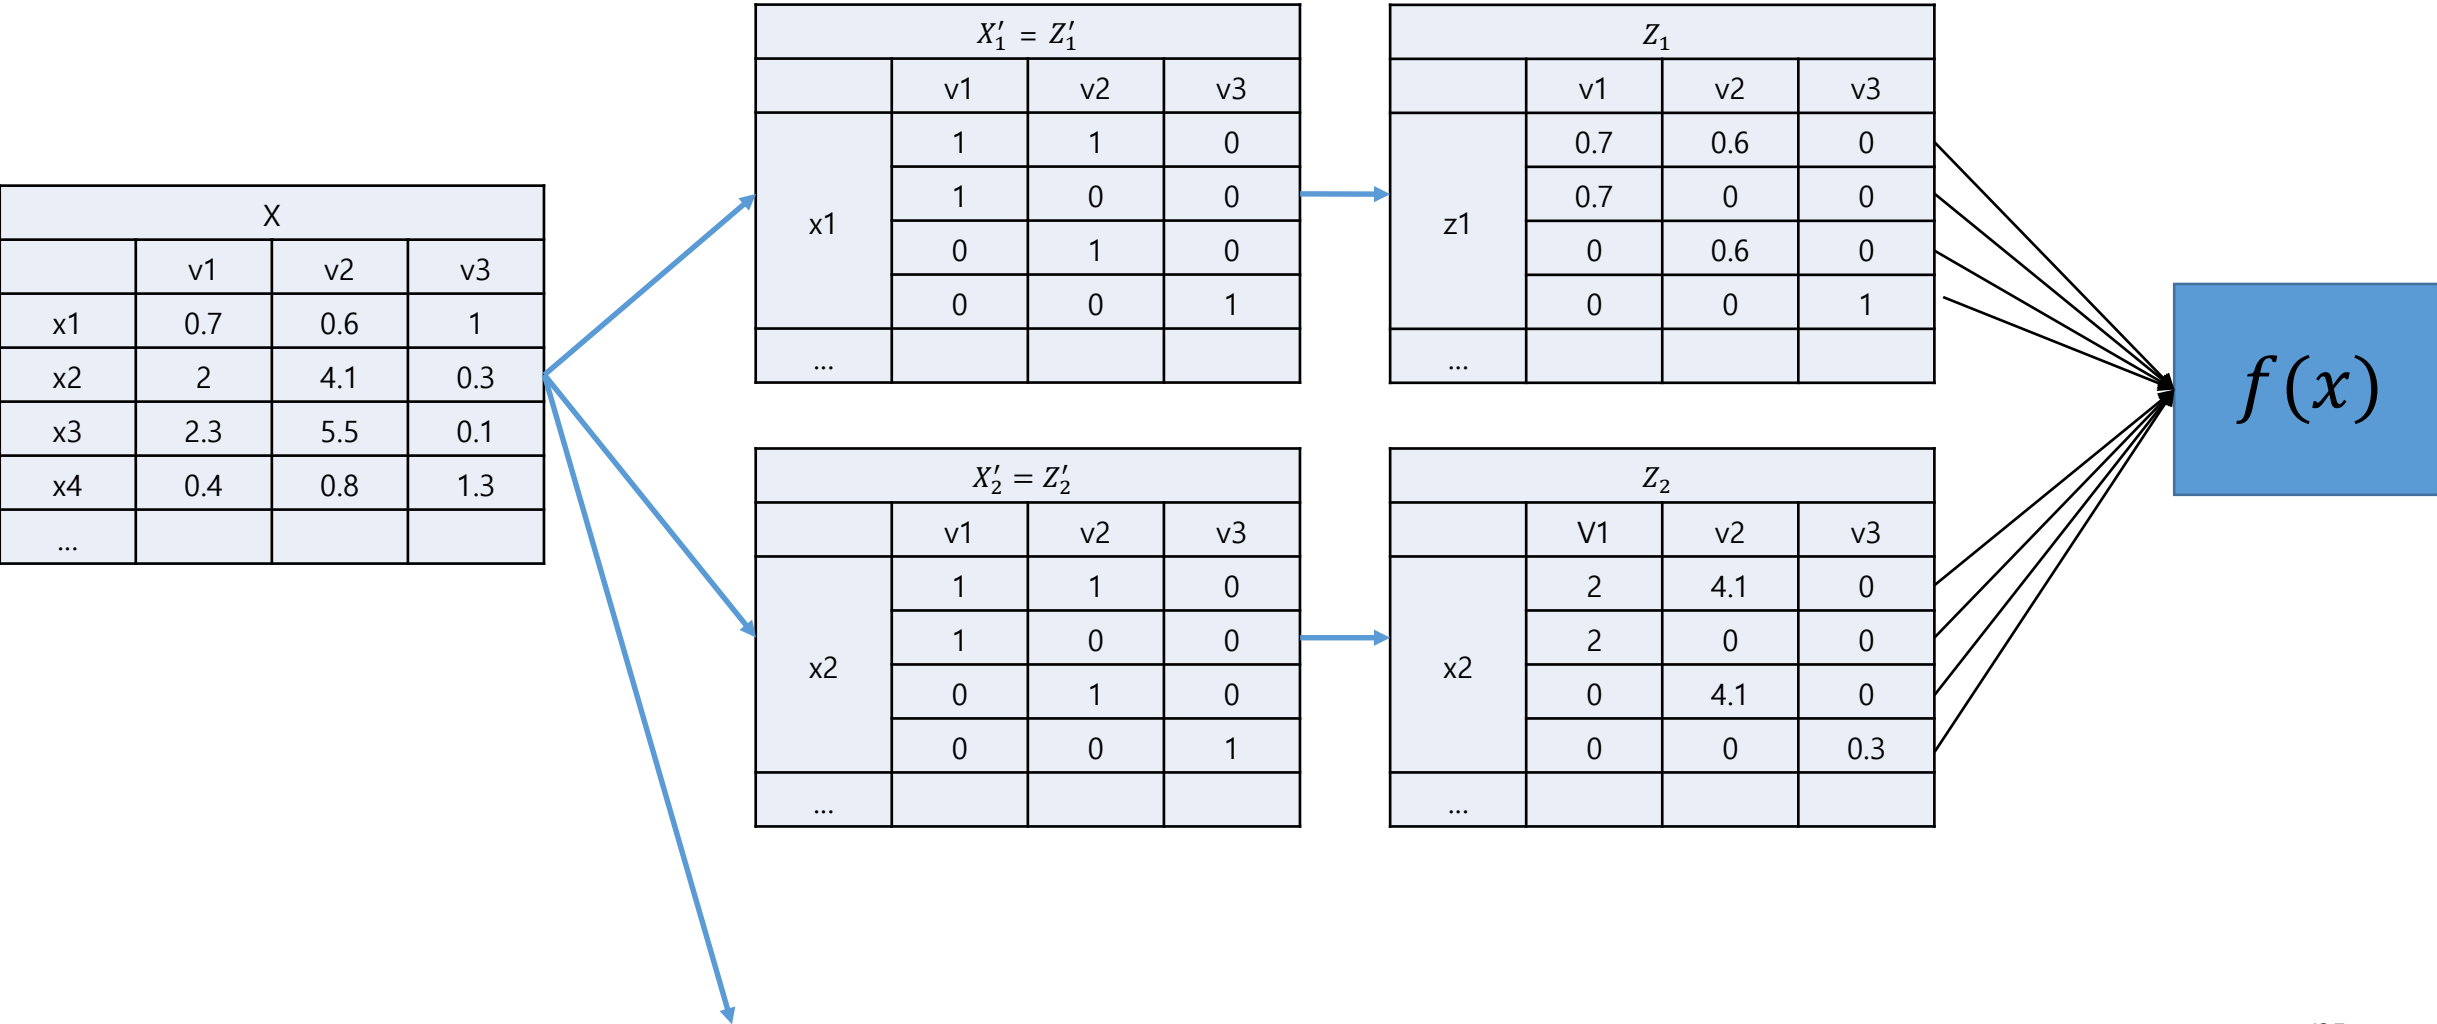 X
v1 v2 v3
x1 0.7 0.6 1
x2 2 4.1 0.3
x3 2.3 5.5 0.1
x4 0.4 0.8 1.3
...
X′₁ = Z′₁
v1 v2 v3
x1
1 1 0
1 0 0
0 1 0
0 0 1
...
Z₁
v1 v2 v3
z1
0.7 0.6 0
0.7 0 0
0 0.6 0
0 0 1
...
X′₂ = Z′₂
v1 v2 v3
x2
1 1 0
1 0 0
0 1 0
0 0 1
...
Z₂
V1 v2 v3
x2
2 4.1 0
2 0 0
0 4.1 0
0 0 0.3
...
f(x)